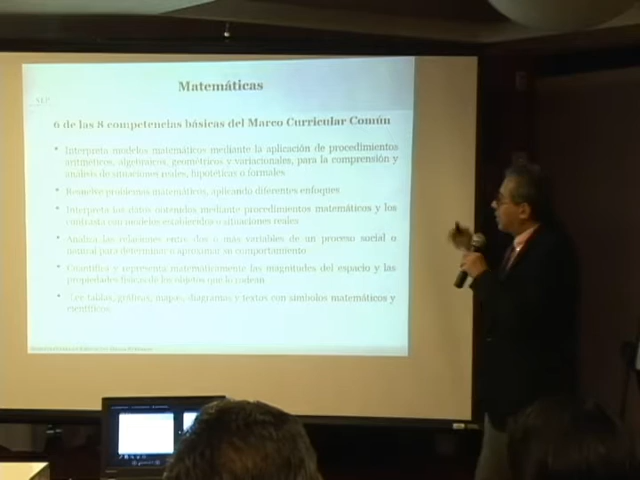 Matemáticas
6 de las 8 competencias básicas del Marco Curricular Común
• Interpreta modelos matemáticos mediante la aplicación de procedimientos
aritméticos, algebraicos, geométricos y variacionales, para la comprensión y
análisis de situaciones reales, hipotéticas o formales
• Resuelve problemas matemáticos, aplicando diferentes enfoques
• Interpreta los datos obtenidos mediante procedimientos matemáticos y los
contrasta con modelos establecidos o situaciones reales
• Analiza las relaciones entre dos o más variables de un proceso social o
natural para determinar o aproximar su comportamiento
• Cuantifica y representa matemáticamente las magnitudes del espacio y las
propiedades físicas de los objetos que lo rodean
• Lee tablas, gráficas, mapas, diagramas y textos con símbolos matemáticos y
científicos